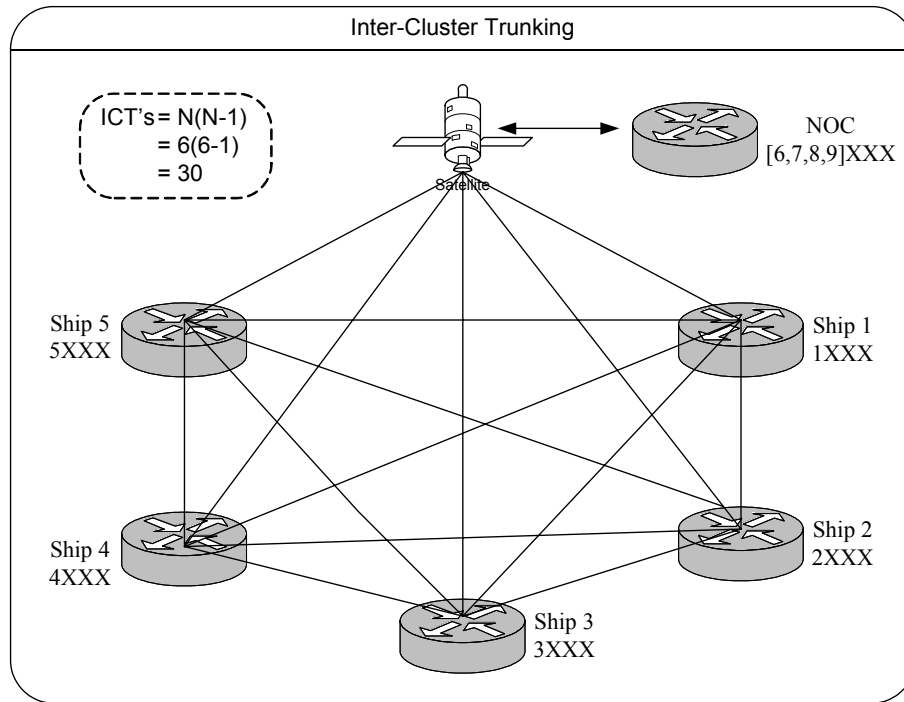 Inter-Cluster Trunking
ICT's = N(N-1)
= 6(6-1)
= 30
NOC
[6,7,8,9]XXX
Satellite
Ship 5
5XXX
Ship 1
1XXX
Ship 4
4XXX
Ship 2
2XXX
Ship 3
3XXX